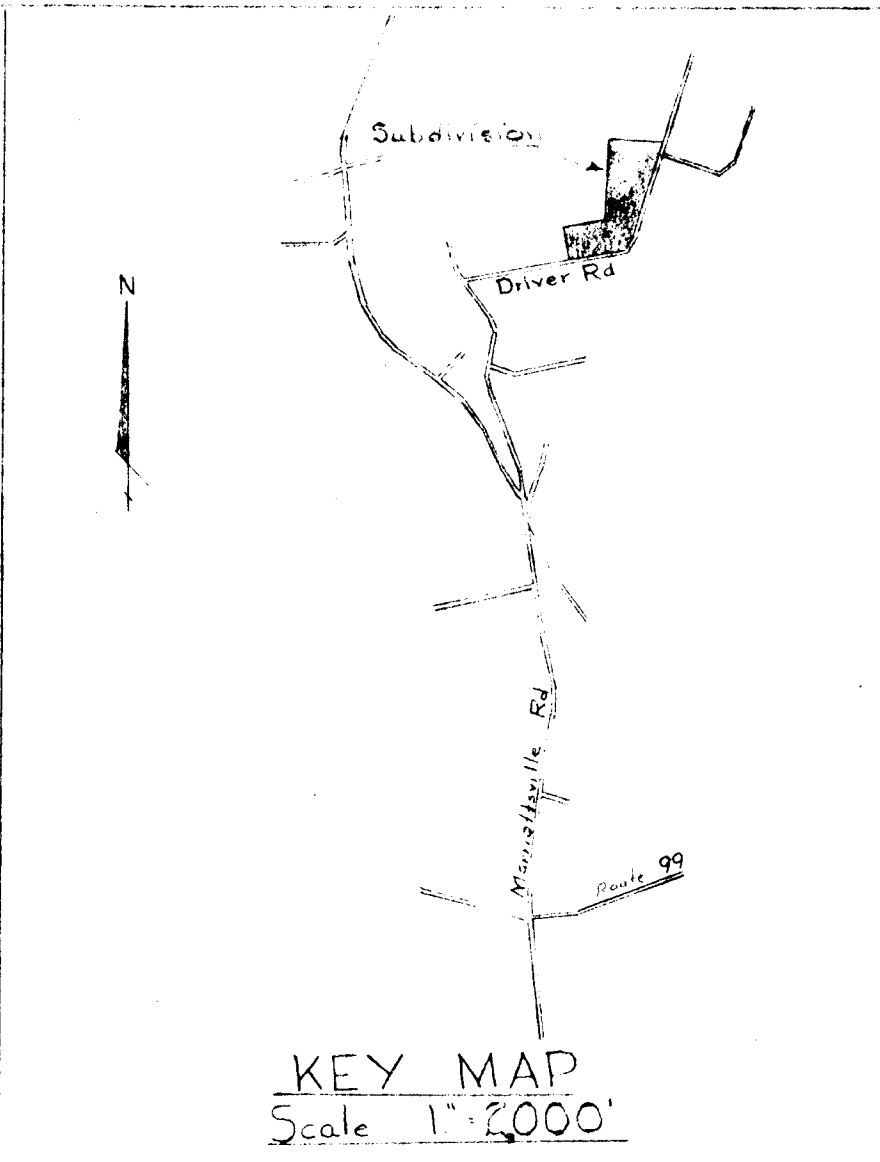 Subdivision
N
Driver Rd
Marriottsville Rd
Route 99
KEY MAP
Scale 1" = 2000'